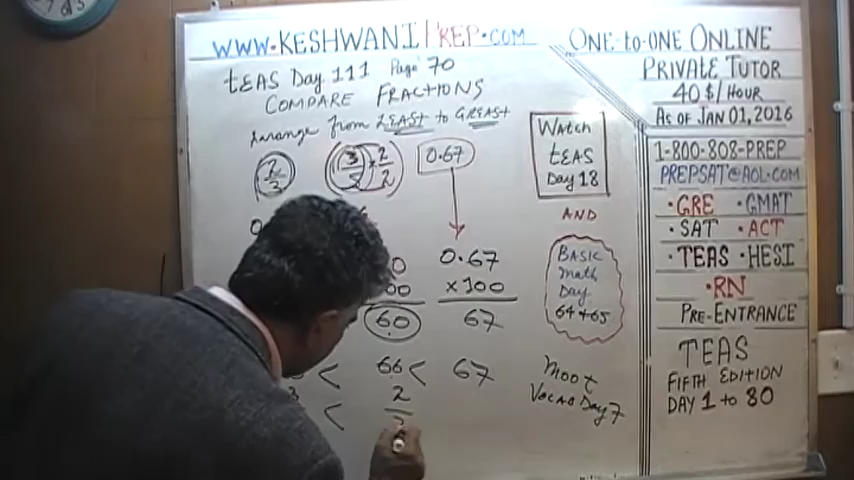 WWW.KESHWANI PREP.COM
tEAS Day 111 Page 70
COMPARE FRACTIONS
Arrange from LEAST to GREAST
2/3 3/5 × 2/2 0.67
0 0.67
00 ×100
60 67
< 66 < 67
< 2
WAtch
tEAS
Day 18
AND
BASIC
Math
Day
64+65
Moot
Vocab Day 7
ONE-to-ONE ONLINE
PRIVATE TUTOR
40$/HOUR
AS OF JAN 01, 2016
1-800-808-PREP
PREPSAT@AOL.COM
•GRE •GMAT
•SAT •ACT
•TEAS •HESI
•RN
PRE-ENTRANCE
TEAS
FIFTH EDITION
DAY 1 to 80